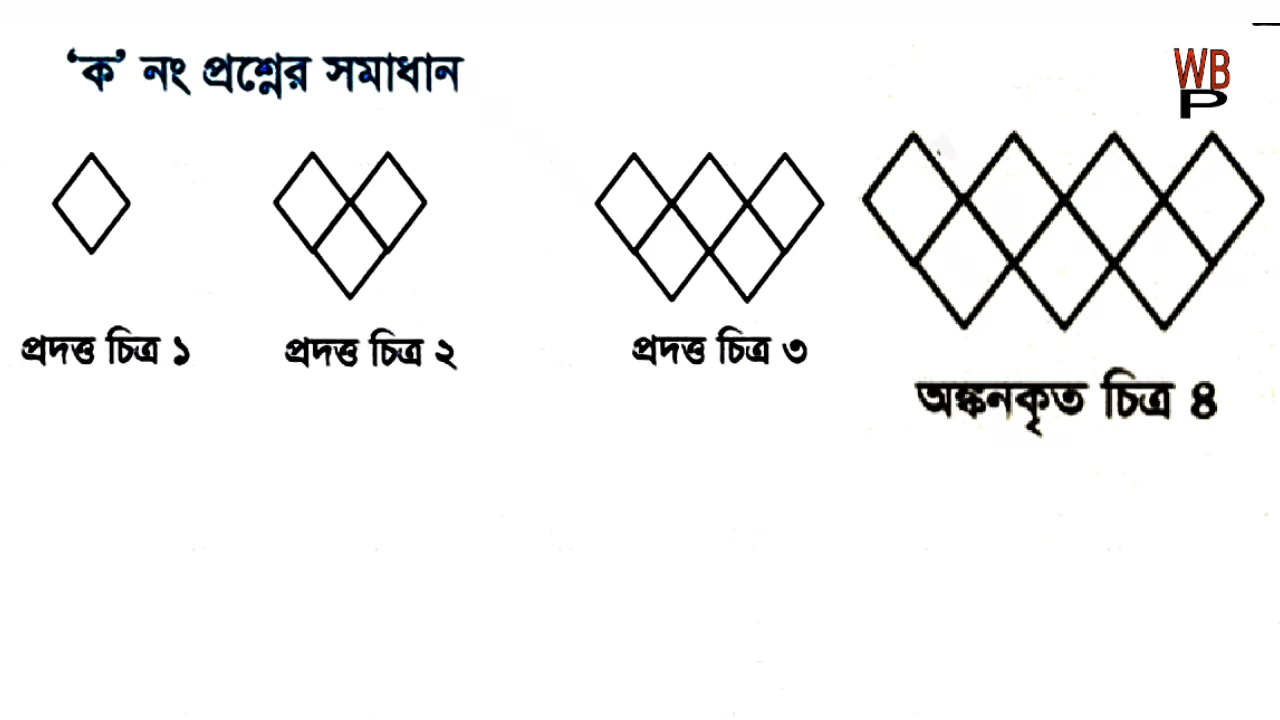 ‘ক’ নং প্রশ্নের সমাধান
WB
P
প্রদত্ত চিত্র ১
প্রদত্ত চিত্র ২
প্রদত্ত চিত্র ৩
অঙ্কনকৃত চিত্র ৪